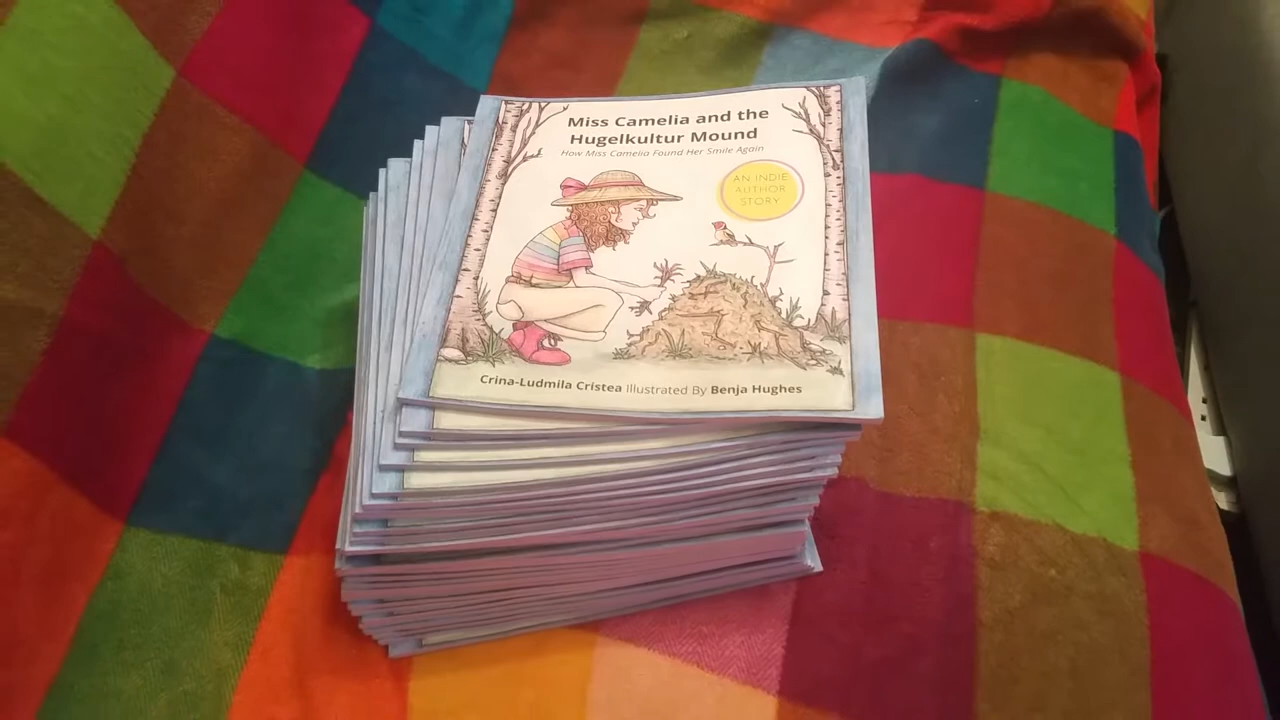 Miss Camelia and the
Hugelkultur Mound
How Miss Camelia Found Her Smile Again
AN INDIE
AUTHOR
STORY
Crina-Ludmila Cristea Illustrated By Benja Hughes